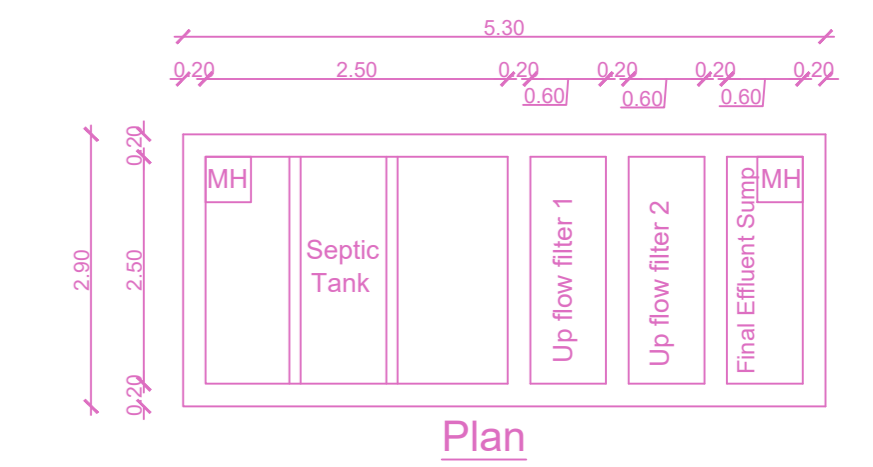 5.30
0.20 2.50 0.20 0.20 0.20 0.20
0.60 0.60 0.60
0.20
2.50
0.20
2.90
MH
Septic
Tank
Up flow filter 1
Up flow filter 2
Final Effluent Sump
MH
Plan